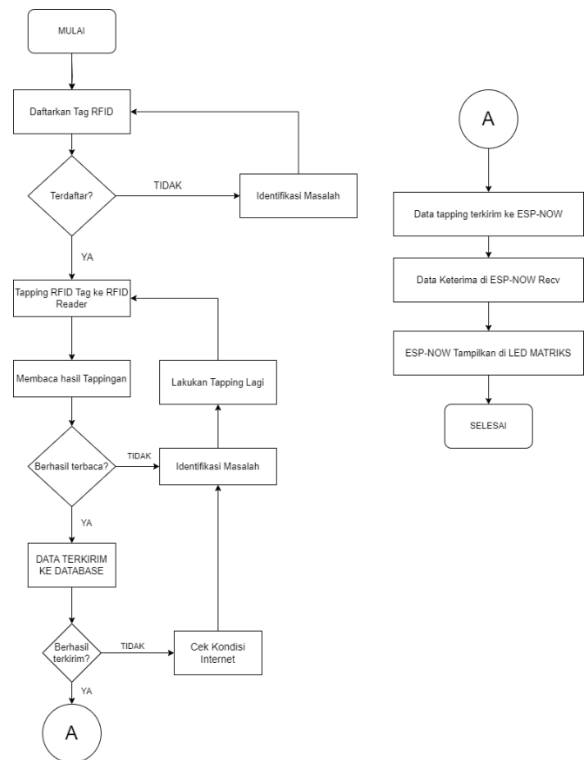 MULAI
Daftarkan Tag RFID
Terdaftar?
TIDAK
Identifikasi Masalah
YA
Tapping RFID Tag ke RFID
Reader
Membaca hasil Tappingan
Lakukan Tapping Lagi
Berhasil terbaca?
TIDAK
Identifikasi Masalah
YA
DATA TERKIRIM
KE DATABASE
Berhasil
terkirim?
TIDAK
Cek Kondisi
Internet
YA
A
A
Data tapping terkirim ke ESP-NOW
Data Keterima di ESP-NOW Recv
ESP-NOW Tampilkan di LED MATRIKS
SELESAI